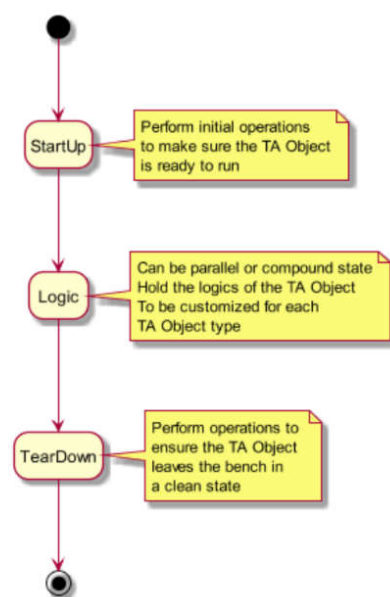 StartUp
Perform initial operations
to make sure the TA Object
is ready to run
Logic
Can be parallel or compound state
Hold the logics of the TA Object
To be customized for each
TA Object type
TearDown
Perform operations to
ensure the TA Object
leaves the bench in
a clean state